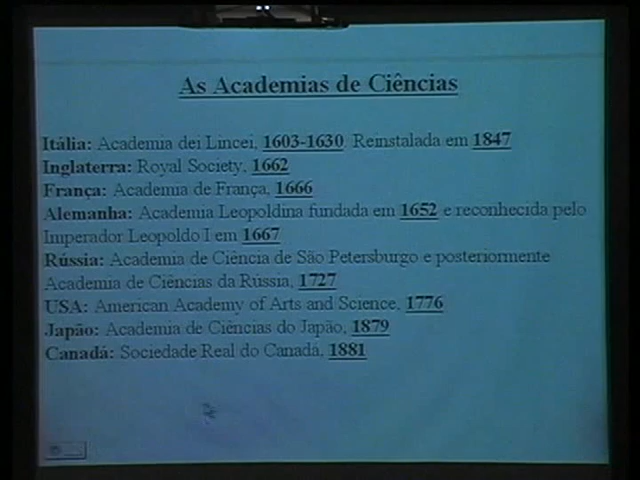 As Academias de Ciências
Itália: Academia dei Lincei, 1603-1630. Reinstalada em 1847
Inglaterra: Royal Society, 1662
França: Academia de França, 1666
Alemanha: Academia Leopoldina fundada em 1652 e reconhecida pelo
Imperador Leopoldo I em 1667
Rússia: Academia de Ciência de São Petersburgo e posteriormente
Academia de Ciências da Rússia, 1727
USA: American Academy of Arts and Science, 1776
Japão: Academia de Ciências do Japão, 1879
Canadá: Sociedade Real do Canadá, 1881